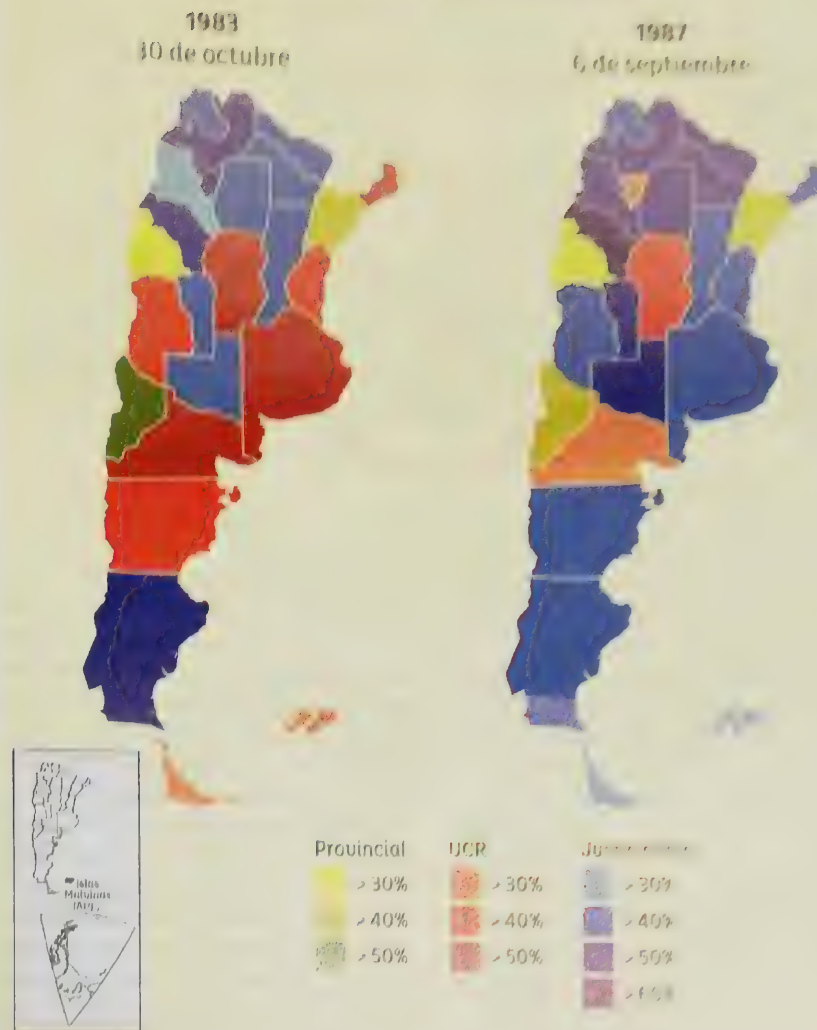 1983
30 de octubre
1987
6 de septiembre
Islas
Malvinas
Provincial
>30%
>40%
>50%
UCR
>30%
>40%
>50%
>30%
>40%
>50%